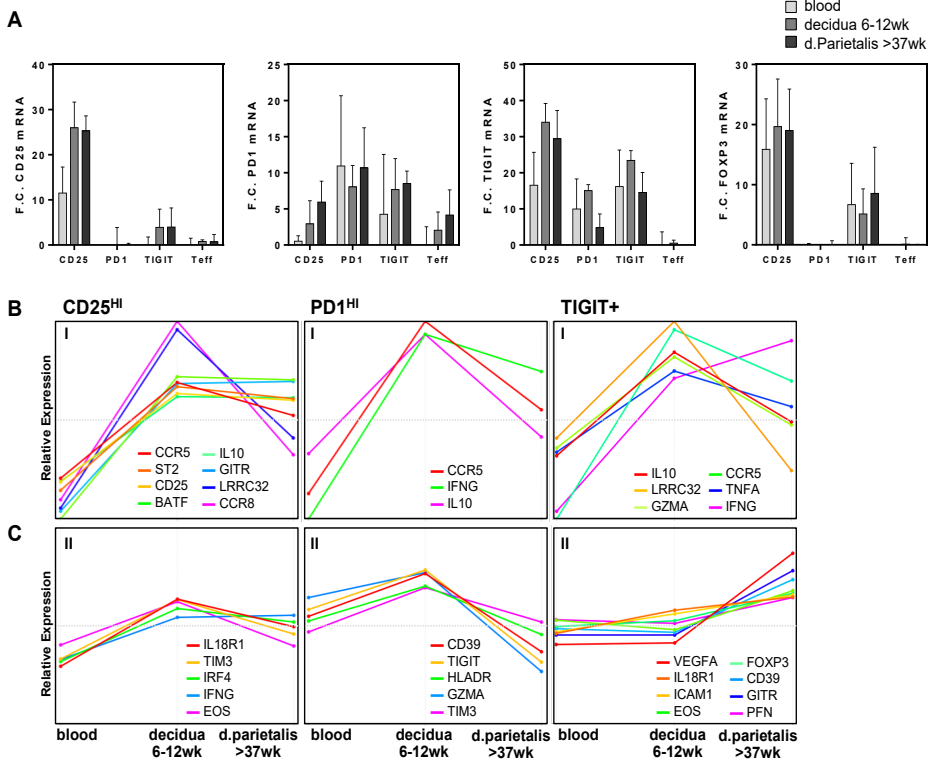 blood
decidua 6-12wk
d.Parietalis >37wk
A
F.C. CD25 mRNA
40
30
20
10
0
CD25 PD1 TIGIT Teff
F.C. PD1 mRNA
25
20
15
10
5
0
CD25 PD1 TIGIT Teff
F.C. TIGIT mRNA
50
40
30
20
10
0
CD25 PD1 TIGIT Teff
F.C. FOXP3 mRNA
30
20
10
0
CD25 PD1 TIGIT Teff
B
CD25HI
PD1HI
TIGIT+
Relative Expression
I
CCR5
ST2
CD25
BATF
IL10
GITR
LRRC32
CCR8
I
CCR5
IFNG
IL10
I
IL10
LRRC32
GZMA
CCR5
TNFA
IFNG
C
Relative Expression
II
IL18R1
TIM3
IRF4
IFNG
EOS
II
CD39
TIGIT
HLADR
GZMA
TIM3
II
VEGFA
IL18R1
ICAM1
EOS
FOXP3
CD39
GITR
PFN
blood
decidua
6-12wk
d.parietalis
>37wk
blood
decidua
6-12wk
d.parietalis
>37wk
blood
decidua
6-12wk
d.parietalis
>37wk